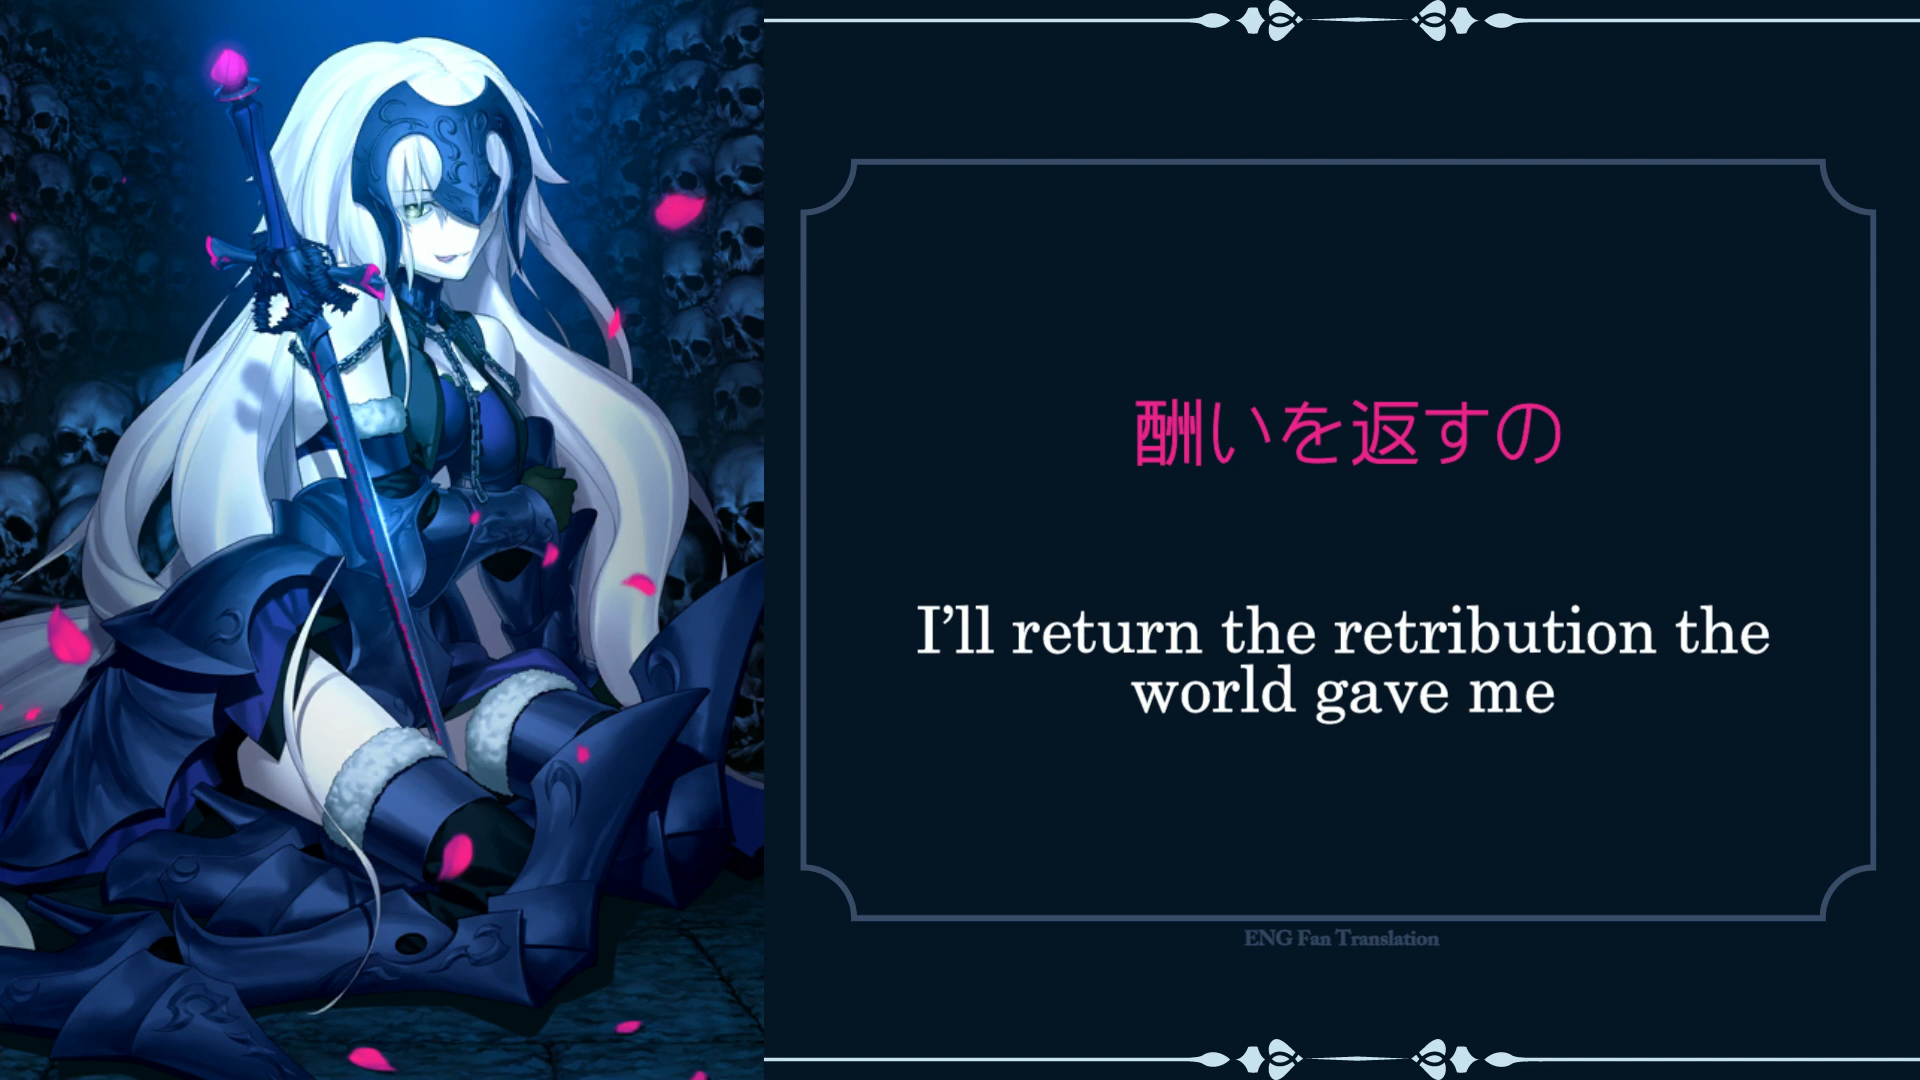 酬いを返すの
I’ll return the retribution the
world gave me
ENG Fan Translation